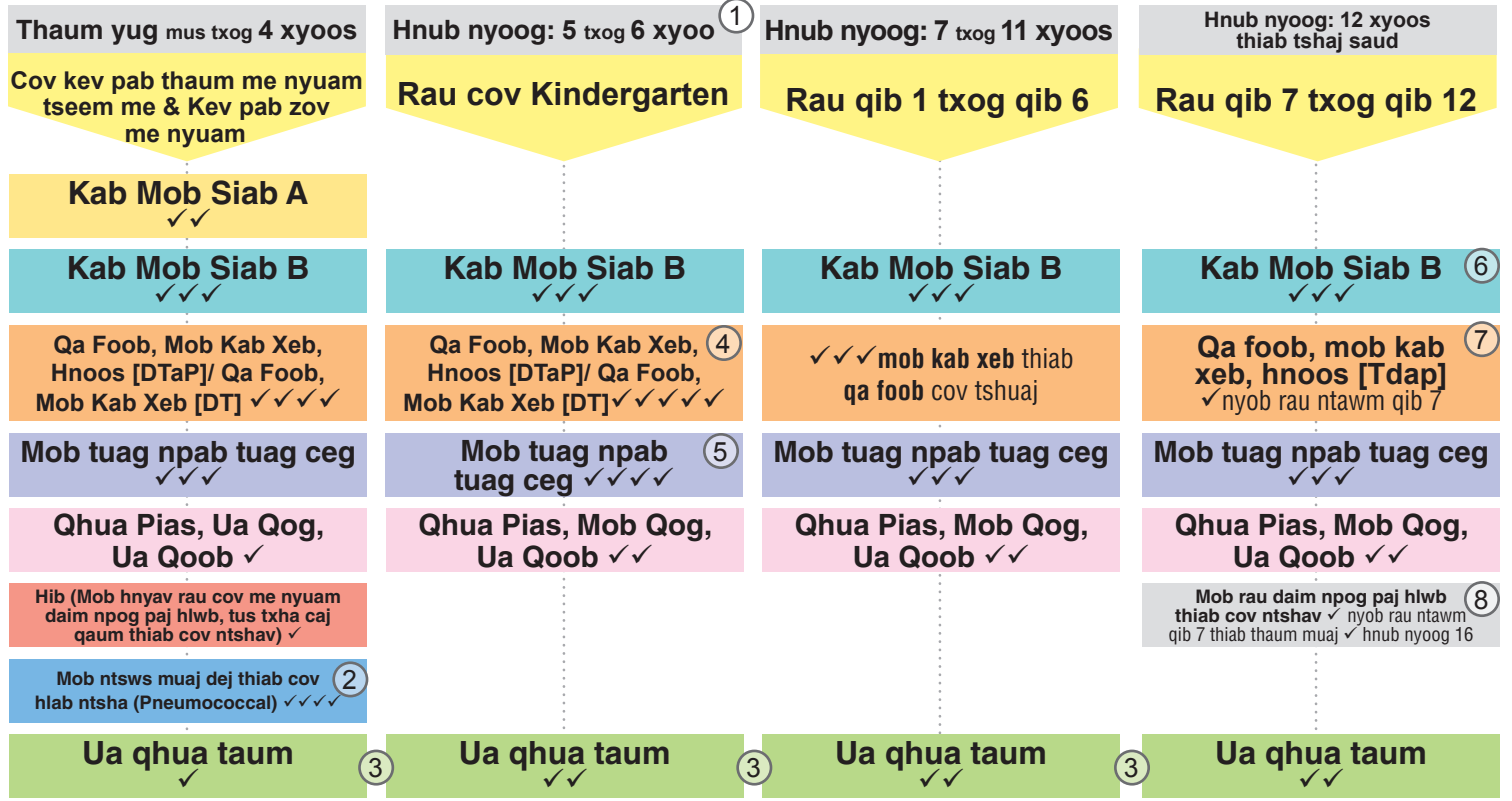 Thaum yug mus txog 4 xyoos
Cov kev pab thaum me nyuam
tseem me & Kev pab zov
me nyuam
Kab Mob Siab A
✓✓
Kab Mob Siab B
✓✓✓
Qa Foob, Mob Kab Xeb,
Hnoos [DTaP]/ Qa Foob,
Mob Kab Xeb [DT] ✓✓✓✓
Mob tuag npab tuag ceg
✓✓✓
Qhua Pias, Ua Qog,
Ua Qoob ✓
Hib (Mob hnyav rau cov me nyuam
daim npog paj hlwb, tus txha caj
qaum thiab cov ntshav) ✓
Mob ntsws muaj dej thiab cov
hlab ntsha (Pneumococcal) ✓✓✓✓
2
Ua qhua taum
✓
3
Hnub nyoog: 5 txog 6 xyoo
1
Rau cov Kindergarten
Kab Mob Siab B
✓✓✓
Qa Foob, Mob Kab Xeb,
Hnoos [DTaP]/ Qa Foob,
Mob Kab Xeb [DT]✓✓✓✓✓
4
Mob tuag npab
tuag ceg ✓✓✓✓
5
Qhua Pias, Mob Qog,
Ua Qoob ✓✓
Ua qhua taum
✓✓
3
Hnub nyoog: 7 txog 11 xyoos
Rau qib 1 txog qib 6
Kab Mob Siab B
✓✓✓
✓✓✓mob kab xeb thiab
qa foob cov tshuaj
Mob tuag npab tuag ceg
✓✓✓
Qhua Pias, Mob Qog,
Ua Qoob ✓✓
Ua qhua taum
✓✓
3
Hnub nyoog: 12 xyoos
thiab tshaj saud
Rau qib 7 txog qib 12
Kab Mob Siab B
✓✓✓
6
Qa foob, mob kab
xeb, hnoos [Tdap]
✓nyob rau ntawm qib 7
7
Mob tuag npab tuag ceg
✓✓✓
Qhua Pias, Mob Qog,
Ua Qoob ✓✓
Mob rau daim npog paj hlwb
thiab cov ntshav ✓ nyob rau ntawm
qib 7 thiab thaum muaj ✓ hnub nyoog 16
8
Ua qhua taum
✓✓